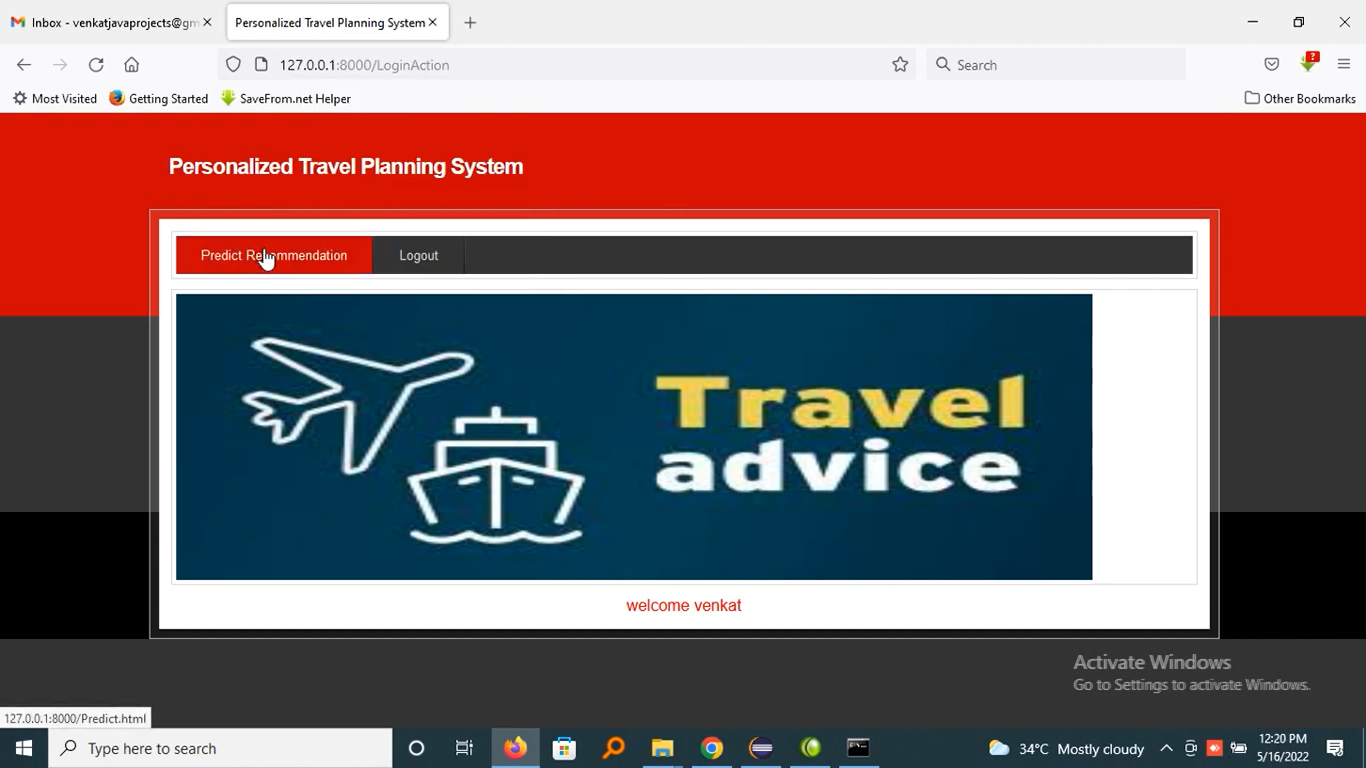 Inbox - venkatjavaprojects@gm
Personalized Travel Planning System
127.0.0.1:8000/LoginAction
Search
Most Visited
Getting Started
SaveFrom.net Helper
Other Bookmarks
Personalized Travel Planning System
Predict Recommendation
Logout
Travel
advice
welcome venkat
Activate Windows
Go to Settings to activate Windows.
127.0.0.1:8000/Predict.html
Type here to search
34°C Mostly cloudy
12:20 PM
5/16/2022